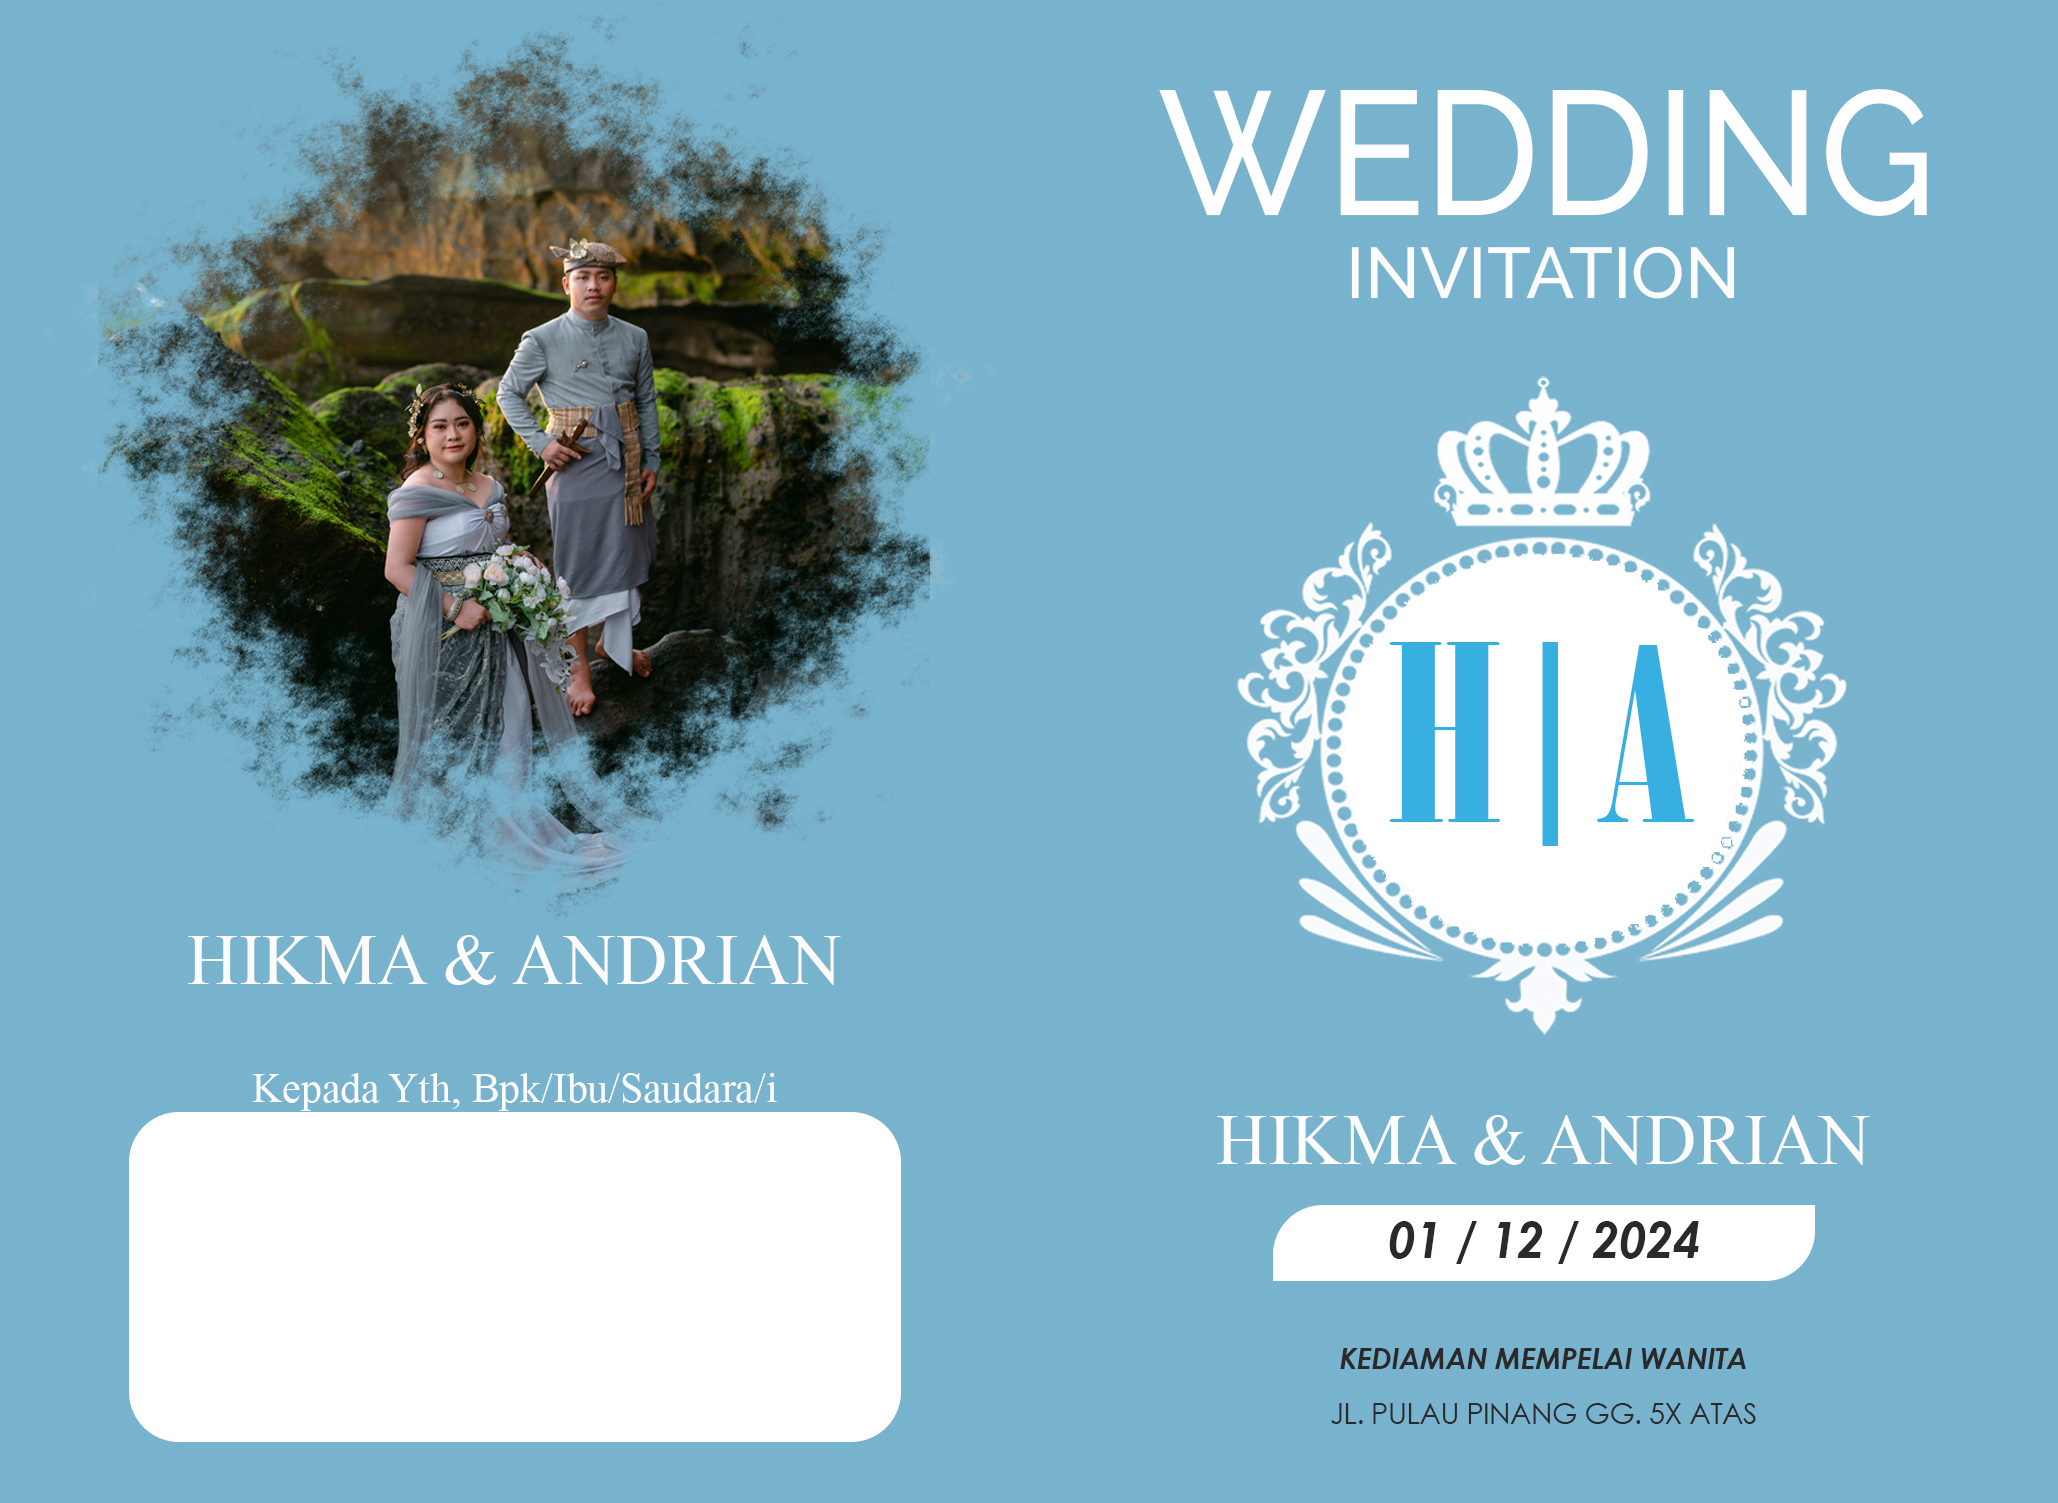 HIKMA & ANDRIAN
Kepada Yth, Bpk/Ibu/Saudara/i
WEDDING
INVITATION
H|A
HIKMA & ANDRIAN
01 / 12 / 2024
KEDIAMAN MEMPELAI WANITA
JL. PULAU PINANG GG. 5X ATAS